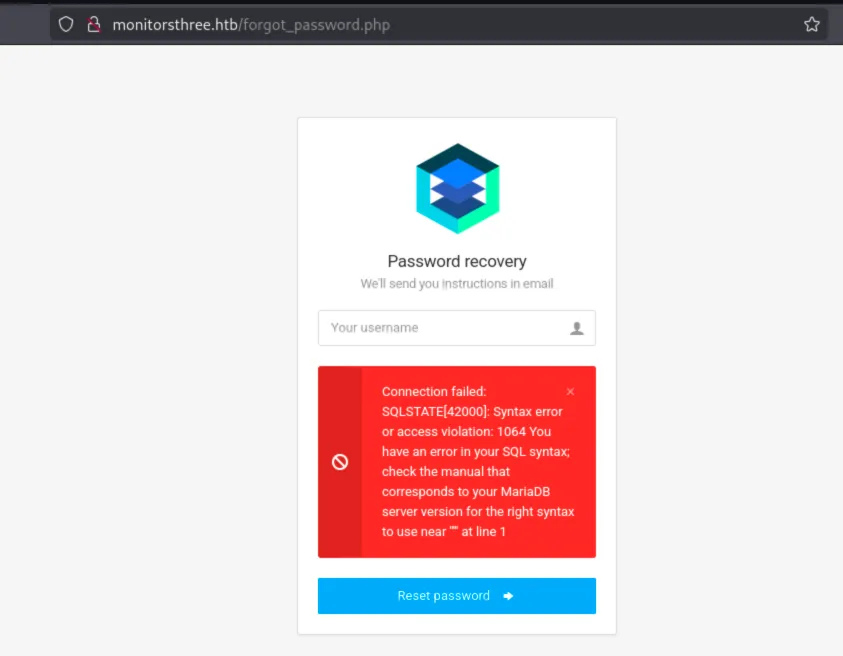 monitorsthree.htb/forgot_password.php
Password recovery
We'll send you instructions in email
Your username
Connection failed:
SQLSTATE[42000]: Syntax error
or access violation: 1064 You
have an error in your SQL syntax;
check the manual that
corresponds to your MariaDB
server version for the right syntax
to use near ''''' at line 1
Reset password